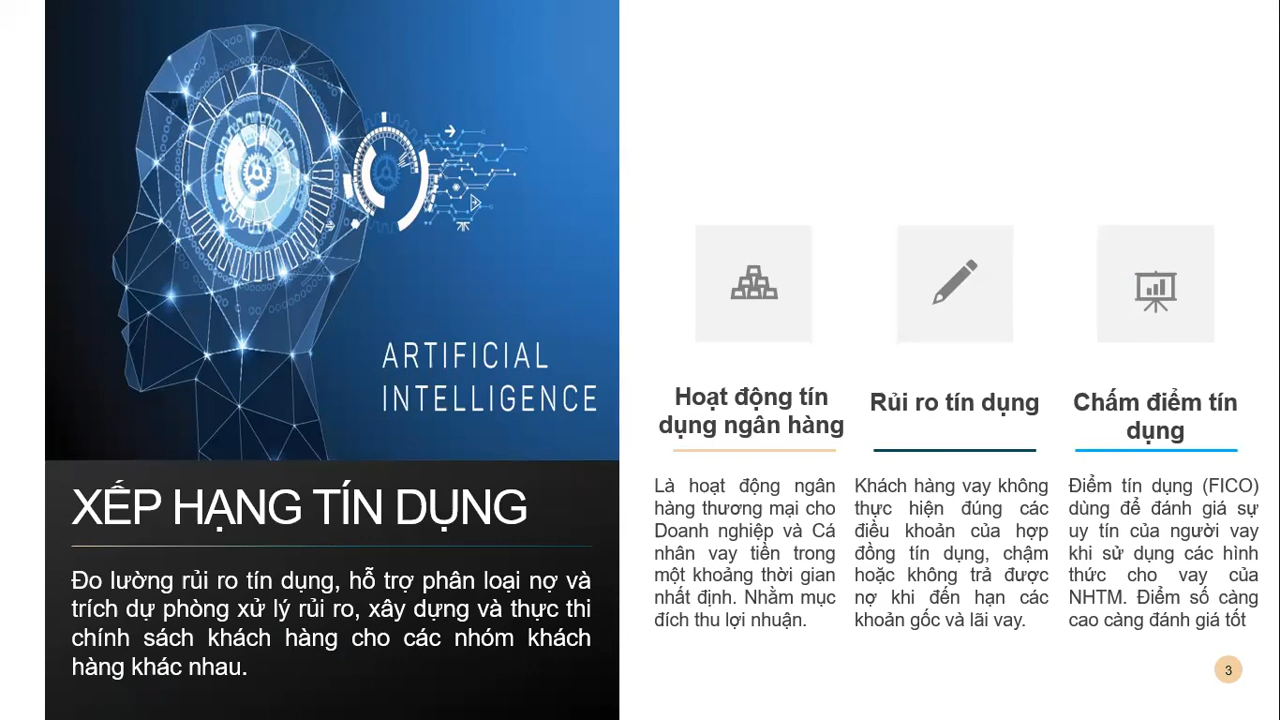 ARTIFICIAL
INTELLIGENCE
XẾP HẠNG TÍN DỤNG
Đo lường rủi ro tín dụng, hỗ trợ phân loại nợ và
trích dự phòng xử lý rủi ro, xây dựng và thực thi
chính sách khách hàng cho các nhóm khách
hàng khác nhau.
Hoạt động tín
dụng ngân hàng
Là hoạt động ngân
hàng thương mại cho
Doanh nghiệp và Cá
nhân vay tiền trong
một khoảng thời gian
nhất định. Nhằm mục
đích thu lợi nhuận.
Rủi ro tín dụng
Khách hàng vay không
thực hiện đúng các
điều khoản của hợp
đồng tín dụng, chậm
hoặc không trả được
nợ khi đến hạn các
khoản gốc và lãi vay.
Chấm điểm tín
dụng
Điểm tín dụng (FICO)
dùng để đánh giá sự
uy tín của người vay
khi sử dụng các hình
thức cho vay của
NHTM. Điểm số càng
cao càng đánh giá tốt
3